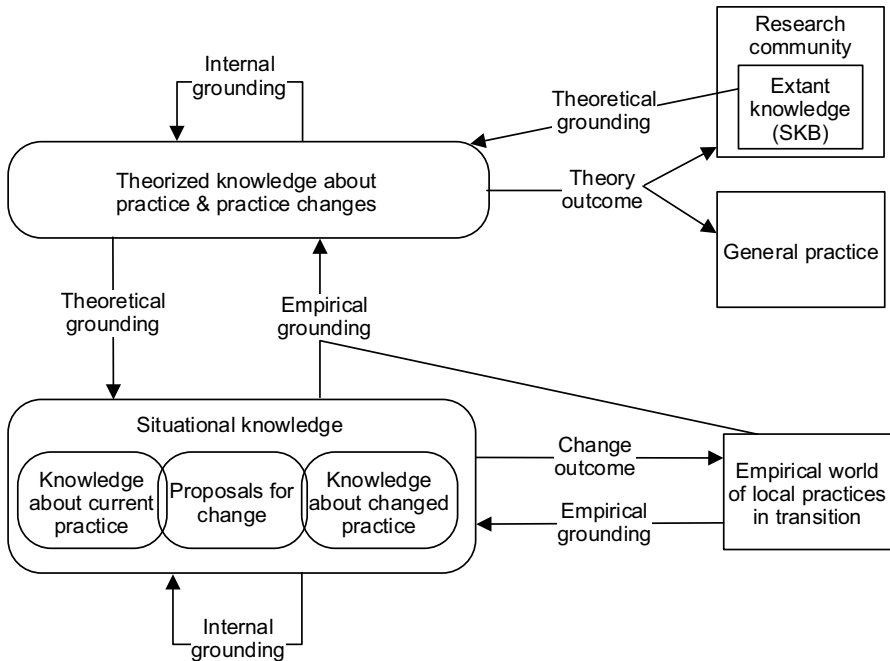 Research
community
Extant
knowledge
(SKB)
Internal
grounding
Theoretical
grounding
Theorized knowledge about
practice & practice changes
Theory
outcome
General practice
Theoretical
grounding
Empirical
grounding
Situational knowledge
Knowledge
about current
practice
Proposals for
change
Knowledge
about changed
practice
Change
outcome
Empirical
grounding
Empirical world
of local practices
in transition
Internal
grounding